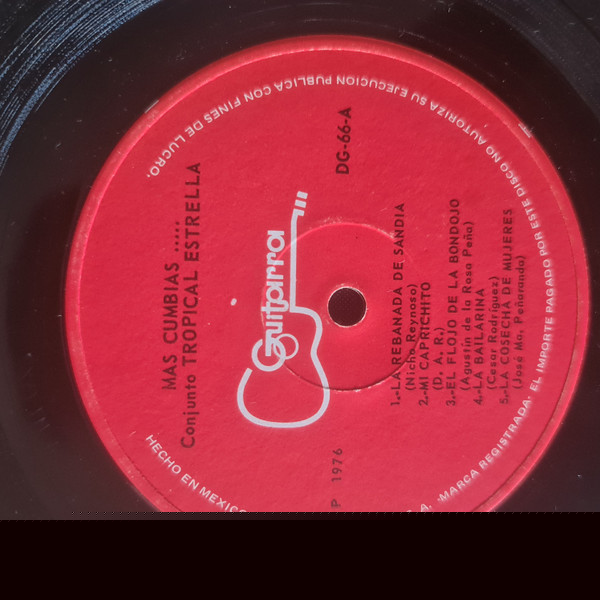 MAS CUMBIAS .....
Conjunto TROPICAL ESTRELLA
Guitarra
DG-66-A
P 1976
1.-LA REBANADA DE SANDIA
(Nicho Reynoso)
2.-MI CAPRICHITO
(D. A. R.)
3.-EL FLOJO DE LA BONDOJO
(Agustín de la Rosa Peña)
4.-LA BAILARINA
(Cesar Rodríguez)
5.-LA COSECHA DE MUJERES
(José Ma. Peñaranda)
HECHO EN MEXICO
A. MARCA REGISTRADA. EL IMPORTE PAGADO POR ESTE DISCO NO AUTORIZA SU EJECUCION PUBLICA CON FINES DE LUCRO.